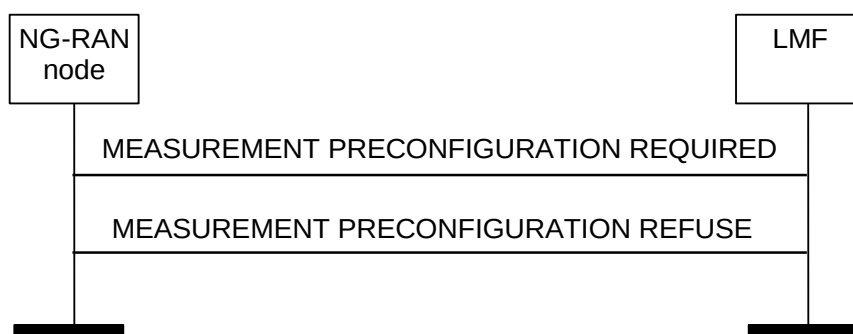 NG-RAN
node
LMF
MEASUREMENT PRECONFIGURATION REQUIRED
MEASUREMENT PRECONFIGURATION REFUSE